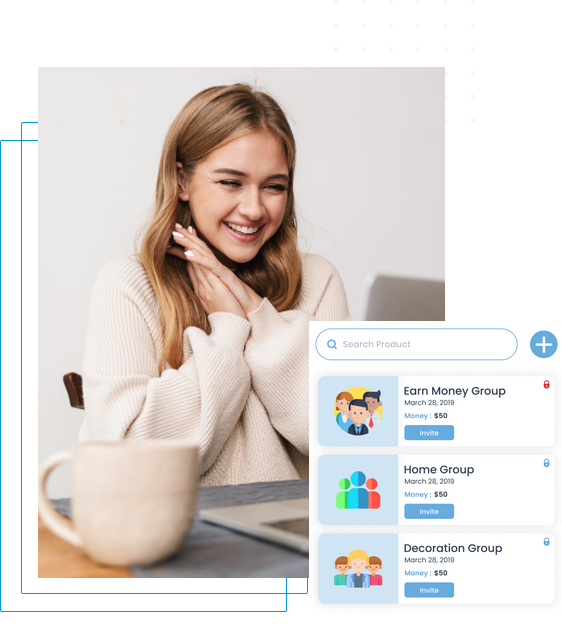 Search Product
Earn Money Group
March 28, 2019
Money : $50
Invite
Home Group
March 28, 2019
Money : $50
Invite
Decoration Group
March 28, 2019
Money : $50
Invite